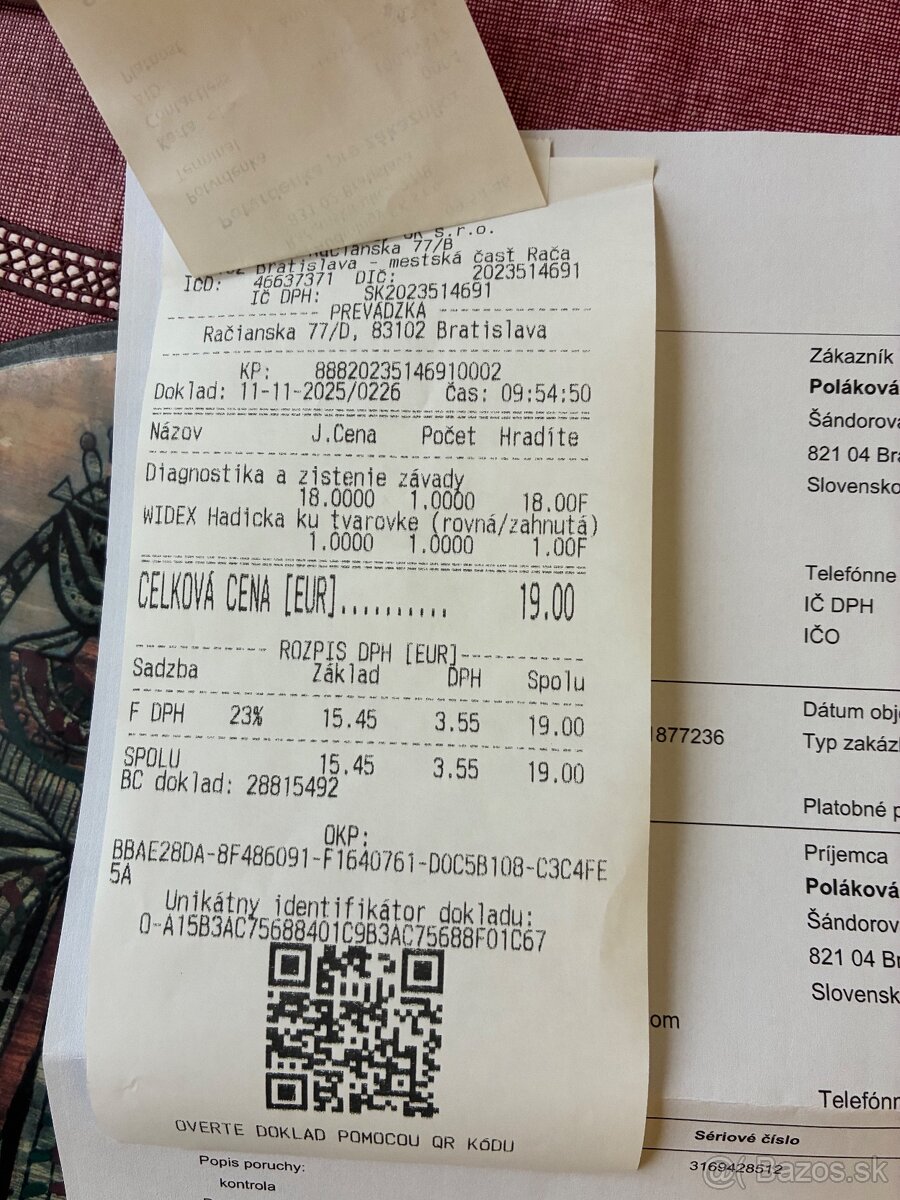 s.r.o.
Račianska 77/B
Bratislava - mestská časť Rača
IČO: 46637371 DIČ: 2023514691
IČ DPH: SK2023514691
PREVÁDZKA
Račianska 77/D, 83102 Bratislava
KP: 88820235146910002
Doklad: 11-11-2025/0226 čas: 09:54:50
Názov J.Cena Počet Hradíte
Diagnostika a zistenie závady
18.0000 1.0000 18.00F
WIDEX Hadicka ku tvarovke (rovná/zahnutá)
1.0000 1.0000 1.00F
CELKOVÁ CENA [EUR].......... 19.00
ROZPIS DPH [EUR]
Sadzba Základ DPH Spolu
F DPH 23% 15.45 3.55 19.00
SPOLU 15.45 3.55 19.00
BC doklad: 28815492
OKP:
BBAE28DA-8F486091-F1640761-D0C5B108-C3C4FE
5A
Unikátny identifikátor dokladu:
O-A15B3AC75688401C9B3AC75688F01C67
OVERTE DOKLAD POMOCOU QR KÓDU
Zákazník
Poláková
Šándorova
821 04 Bra
Slovensko
Telefónne
IČ DPH
IČO
1877236
Dátum obje
Typ zakázk
Platobné p
Príjemca
Poláková
Šándorov
821 04 Br
Slovensk
om
Telefónn
Sériové číslo
3169428512
Popis poruchy:
kontrola
Bazos.sk